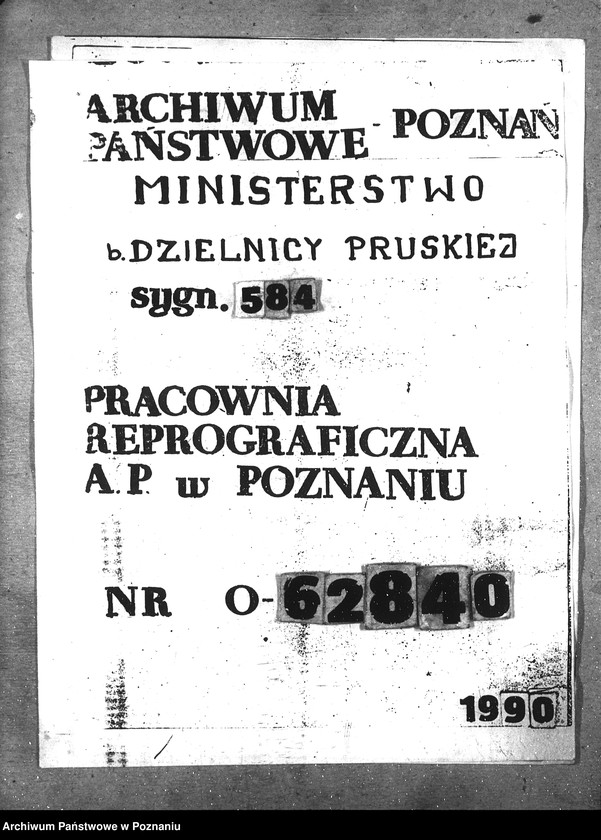 ARCHIWUM
PAŃSTWOWE - POZNAŃ
MINISTERSTWO
b. DZIELNICY PRUSKIEJ
sygn. 584
PRACOWNIA
REPROGRAFICZNA
A.P. w POZNANIU
NR O-62840
1990
Archiwum Państwowe w Poznaniu